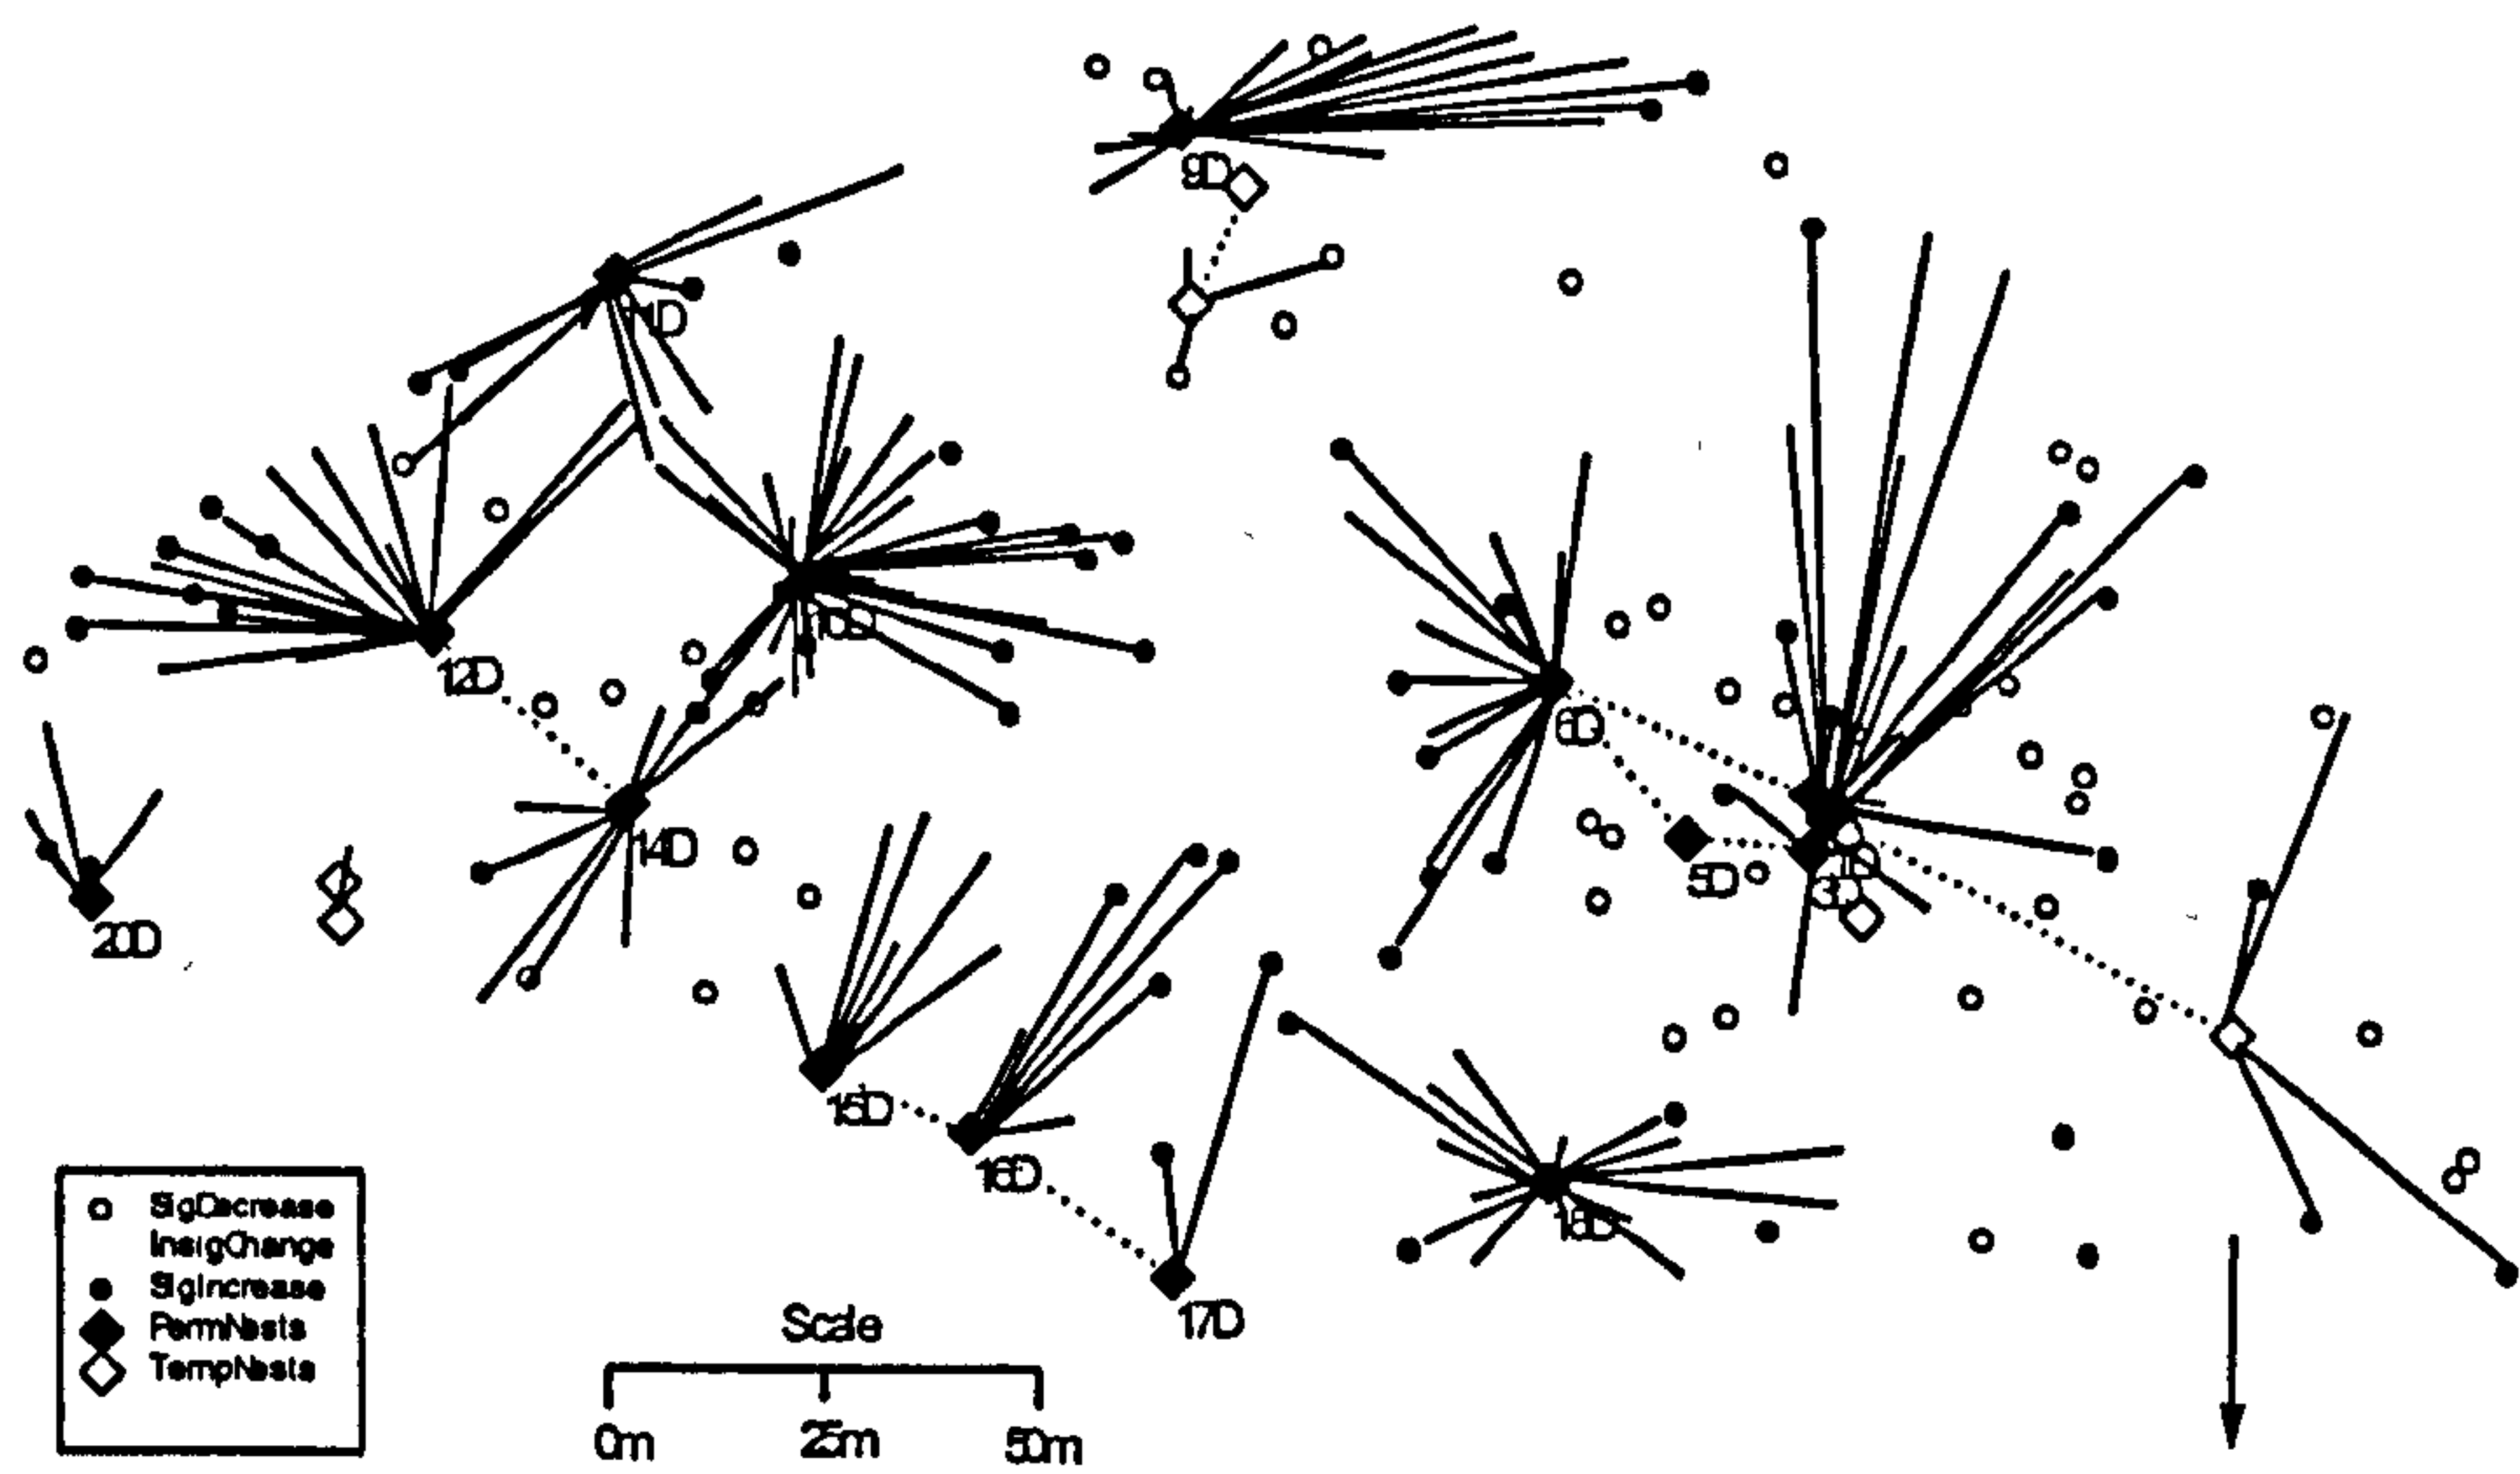 9D
11D
10S
12D
6D
14D
5D
3D
20D
15D
16D
18D
17D
SigDecrease
InsigChange
SigIncrease
PermNests
TempNests
Scale
0m 25m 50m